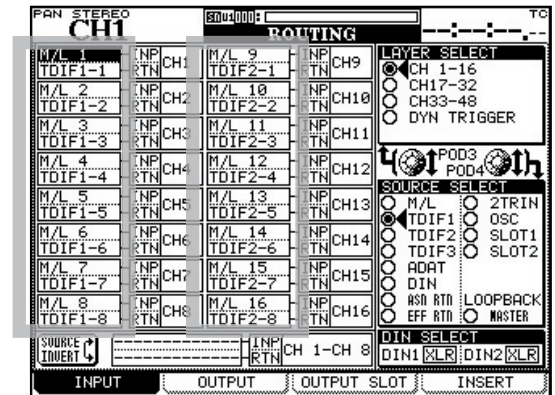 PAN STEREO
CH1
SNU1000:
ROUTING
TC
--:--:--,--
M/L 1
TDIF1-1
INP
RTN
CH1
M/L 2
TDIF1-2
INP
RTN
CH2
M/L 3
TDIF1-3
INP
RTN
CH3
M/L 4
TDIF1-4
INP
RTN
CH4
M/L 5
TDIF1-5
INP
RTN
CH5
M/L 6
TDIF1-6
INP
RTN
CH6
M/L 7
TDIF1-7
INP
RTN
CH7
M/L 8
TDIF1-8
INP
RTN
CH8
M/L 9
TDIF2-1
INP
RTN
CH9
M/L 10
TDIF2-2
INP
RTN
CH10
M/L 11
TDIF2-3
INP
RTN
CH11
M/L 12
TDIF2-4
INP
RTN
CH12
M/L 13
TDIF2-5
INP
RTN
CH13
M/L 14
TDIF2-6
INP
RTN
CH14
M/L 15
TDIF2-7
INP
RTN
CH15
M/L 16
TDIF2-8
INP
RTN
CH16
SOURCE
INVERT
INP
RTN
CH 1-CH 8
LAYER SELECT
CH 1-16
CH17-32
CH33-48
DYN TRIGGER
POD3
POD4
SOURCE SELECT
M/L
TDIF1
TDIF2
TDIF3
ADAT
DIN
ASN RTN
EFF RTN
2TRIN
OSC
SLOT1
SLOT2
LOOPBACK
MASTER
DIN SELECT
DIN1 XLR DIN2 XLR
INPUT
OUTPUT
OUTPUT SLOT
INSERT